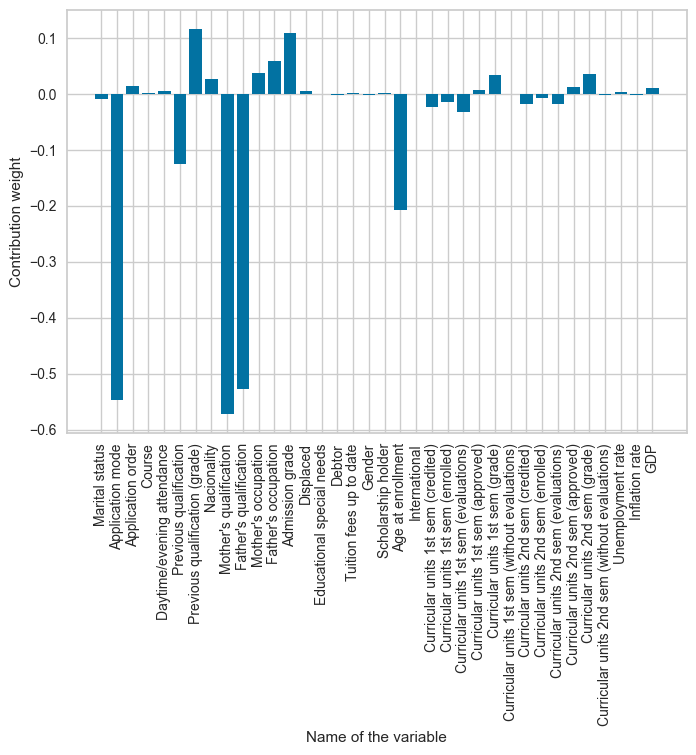 0.1
0.0
−0.1
−0.2
−0.3
−0.4
−0.5
−0.6
Contribution weight
Marital status
Application mode
Application order
Course
Daytime/evening attendance
Previous qualification
Previous qualification (grade)
Nacionality
Mother's qualification
Father's qualification
Mother's occupation
Father's occupation
Admission grade
Displaced
Educational special needs
Debtor
Tuition fees up to date
Gender
Scholarship holder
Age at enrollment
International
Curricular units 1st sem (credited)
Curricular units 1st sem (enrolled)
Curricular units 1st sem (evaluations)
Curricular units 1st sem (approved)
Curricular units 1st sem (grade)
Curricular units 1st sem (without evaluations)
Curricular units 2nd sem (credited)
Curricular units 2nd sem (enrolled)
Curricular units 2nd sem (evaluations)
Curricular units 2nd sem (approved)
Curricular units 2nd sem (grade)
Curricular units 2nd sem (without evaluations)
Unemployment rate
Inflation rate
GDP
Name of the variable